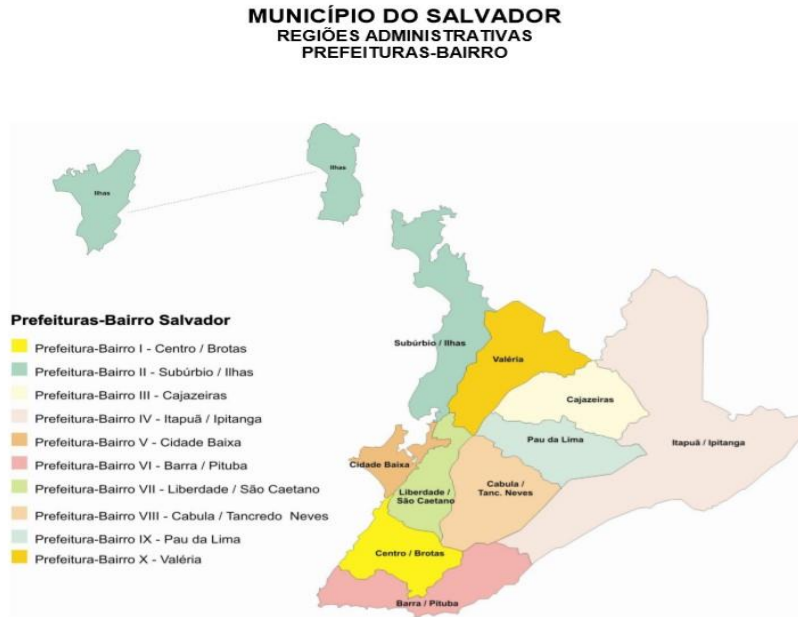 MUNICÍPIO DO SALVADOR
REGIÕES ADMINISTRATIVAS
PREFEITURAS-BAIRRO
Ilhas
Ilhas
Prefeituras-Bairro Salvador
Prefeitura-Bairro I - Centro / Brotas
Prefeitura-Bairro II - Subúrbio / Ilhas
Prefeitura-Bairro III - Cajazeiras
Prefeitura-Bairro IV - Itapuã / Ipitanga
Prefeitura-Bairro V - Cidade Baixa
Prefeitura-Bairro VI - Barra / Pituba
Prefeitura-Bairro VII - Liberdade / São Caetano
Prefeitura-Bairro VIII - Cabula / Tancredo Neves
Prefeitura-Bairro IX - Pau da Lima
Prefeitura-Bairro X - Valéria
Subúrbio / Ilhas
Valéria
Cajazeiras
Pau da Lima
Itapuã / Ipitanga
Cidade Baixa
Liberdade /
São Caetano
Cabula /
Tanc. Neves
Centro / Brotas
Barra / Pituba